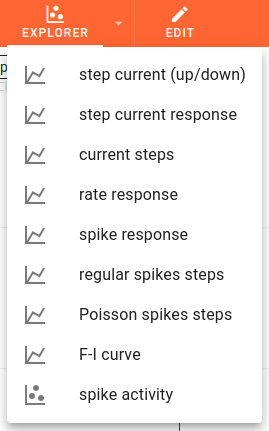 EXPLORER EDIT
p
step current (up/down)
step current response
current steps
rate response
spike response
regular spikes steps
Poisson spikes steps
F-I curve
spike activity